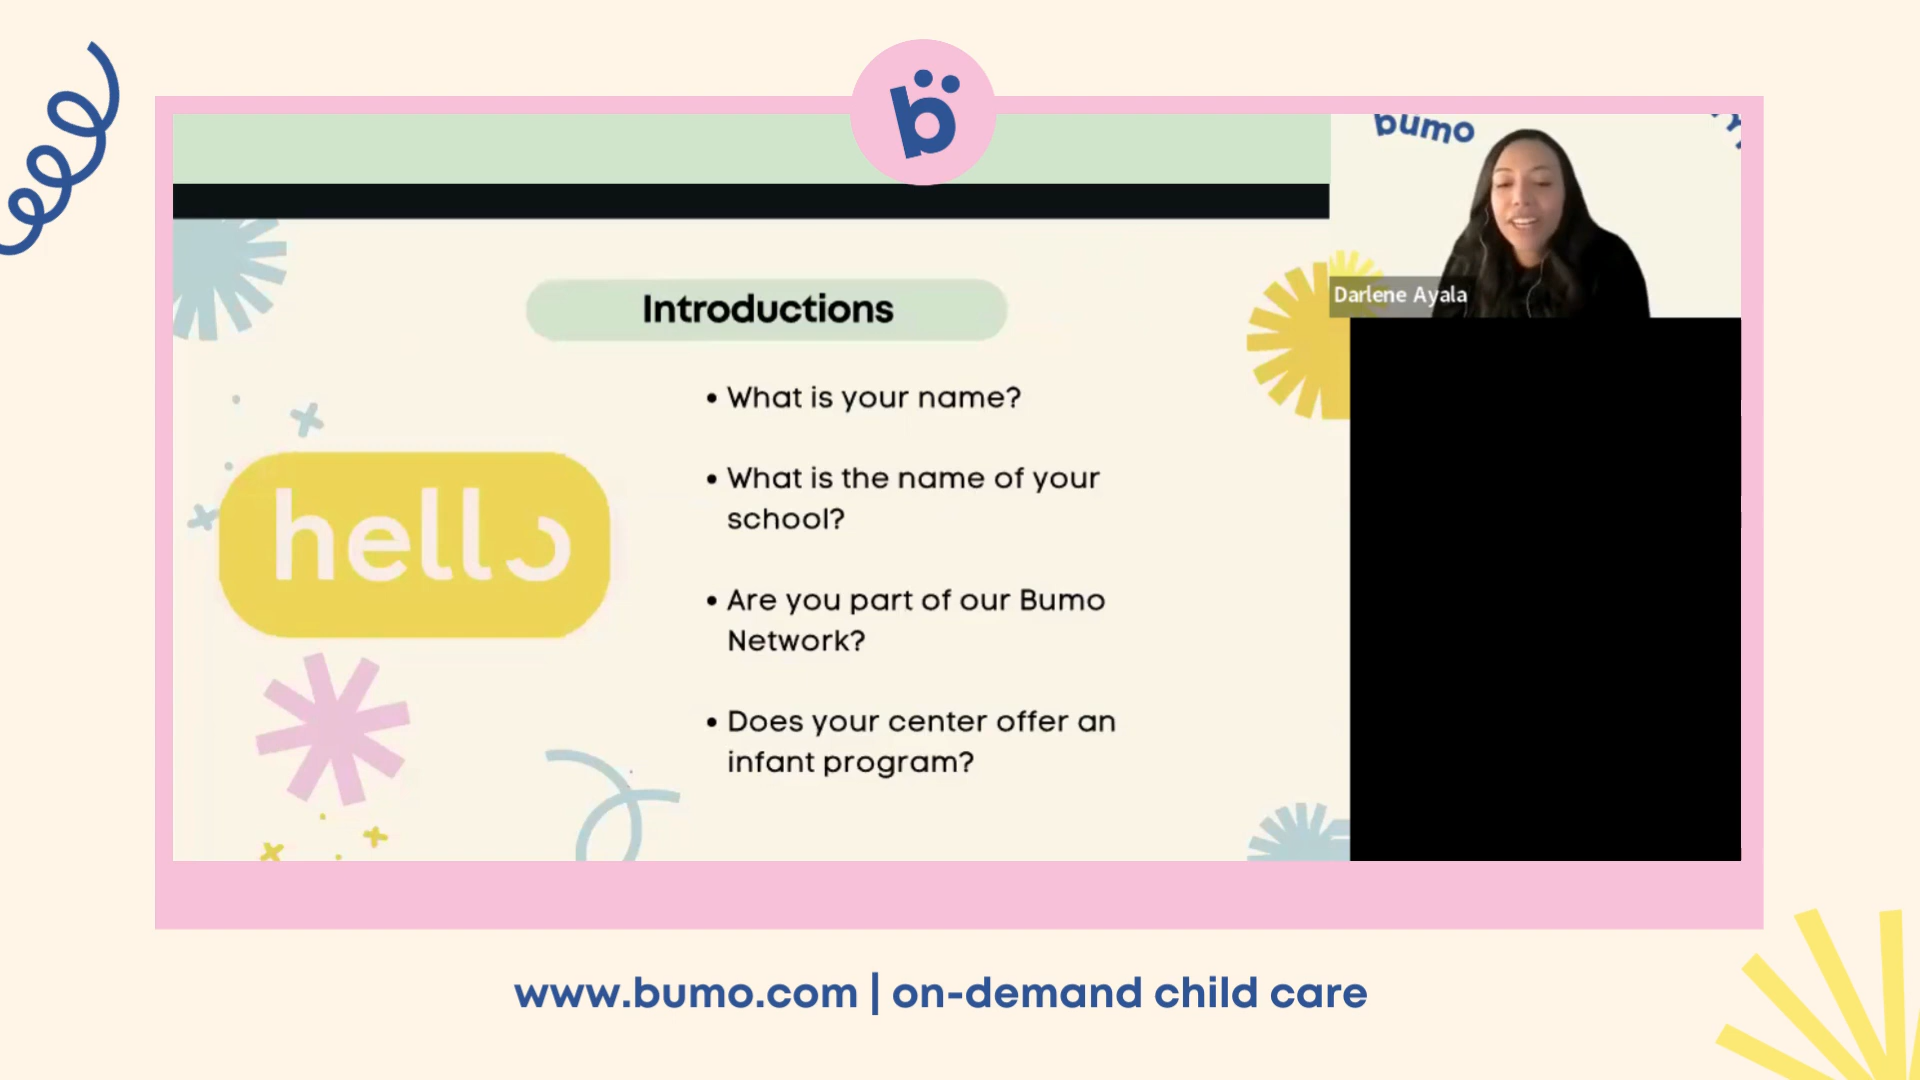 b
bumo
Darlene Ayala
Introductions
hello
• What is your name?
• What is the name of your
school?
• Are you part of our Bumo
Network?
• Does your center offer an
infant program?
www.bumo.com | on-demand child care